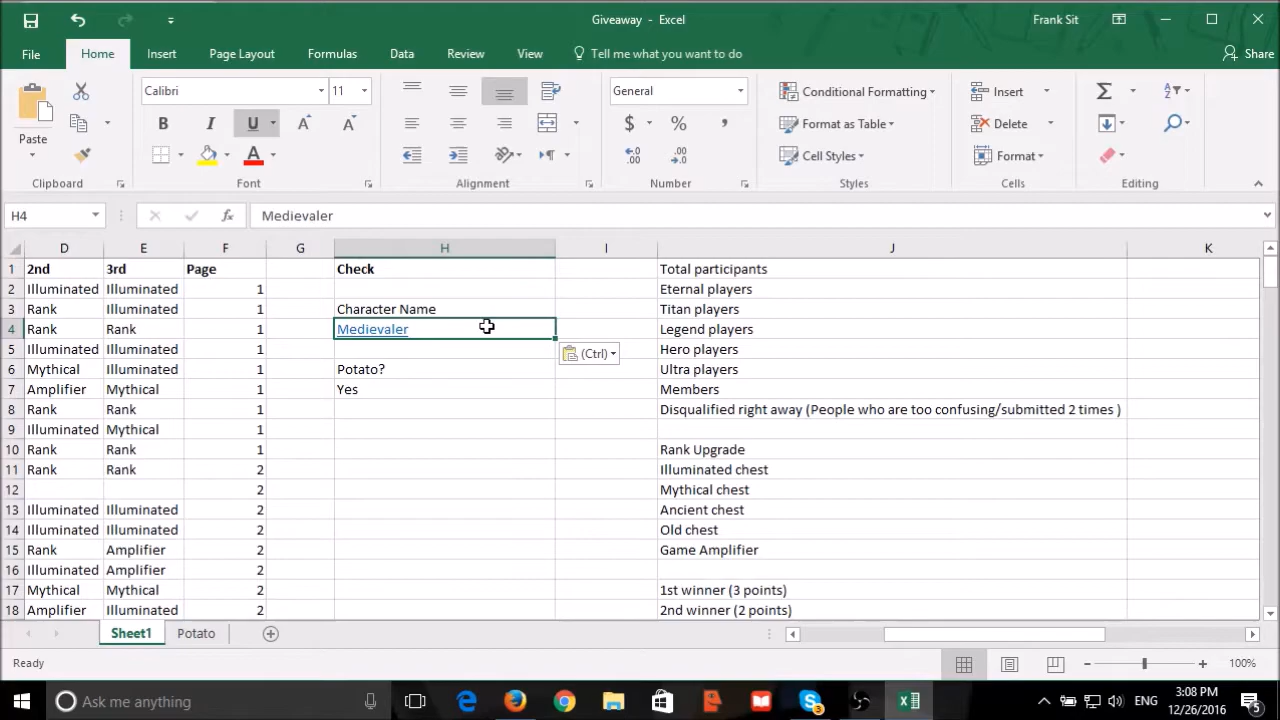 Giveaway - Excel
Frank Sit
File
Home
Insert
Page Layout
Formulas
Data
Review
View
Tell me what you want to do
Share
Paste
Clipboard
Calibri
11
B I U A A
A
Font
Alignment
General
$ %
Number
Conditional Formatting
Format as Table
Cell Styles
Styles
Insert
Delete
Format
Cells
Editing
H4
fx
Medievaler
D E F G H I J K
1 2nd 3rd Page Check Total participants
2 Illuminated Illuminated 1 Eternal players
3 Rank Illuminated 1 Character Name Titan players
4 Rank Rank 1 Medievaler Legend players
(Ctrl)
5 Illuminated Illuminated 1 Hero players
6 Mythical Illuminated 1 Potato? Ultra players
7 Amplifier Mythical 1 Yes Members
8 Rank Rank 1 Disqualified right away (People who are too confusing/submitted 2 times )
9 Illuminated Mythical 1
10 Rank Rank 1 Rank Upgrade
11 Rank Rank 2 Illuminated chest
12 2 Mythical chest
13 Illuminated Illuminated 2 Ancient chest
14 Illuminated Illuminated 2 Old chest
15 Rank Amplifier 2 Game Amplifier
16 Illuminated Amplifier 2
17 Mythical Mythical 2 1st winner (3 points)
18 Amplifier Illuminated 2 2nd winner (2 points)
Sheet1
Potato
Ready
100%
Ask me anything
3
ENG
3:08 PM
12/26/2016
5